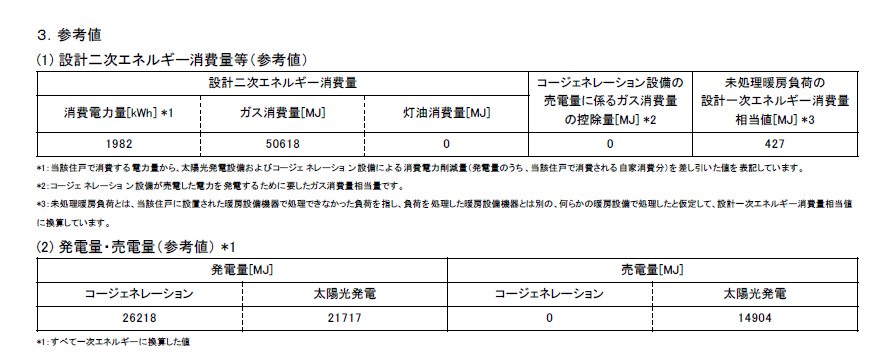 3. 参考値
(1) 設計二次エネルギー消費量等(参考値)
設計二次エネルギー消費量
コージェネレーション設備の売電量に係るガス消費量の控除量[MJ] *2
未処理暖房負荷の設計一次エネルギー消費量相当値[MJ] *3
消費電力量[kWh] *1 ガス消費量[MJ] 灯油消費量[MJ]
1982 50618 0 0 427
*1:当該住戸で消費する電力量から、太陽光発電設備およびコージェネレーション設備による消費電力削減量(発電量のうち、当該住戸で消費される自家消費分)を差し引いた値を表記しています。
*2:コージェネレーション設備が売電した電力を発電するために要したガス消費量相当量です。
*3:未処理暖房負荷とは、当該住戸に設置された暖房設備機器で処理できなかった負荷を指し、負荷を処理した暖房設備機器とは別の、何らかの暖房設備で処理したと仮定して、設計一次エネルギー消費量相当値
に換算しています。
(2) 発電量・売電量(参考値) *1
発電量[MJ] 売電量[MJ]
コージェネレーション 太陽光発電 コージェネレーション 太陽光発電
26218 21717 0 14904
*1:すべて一次エネルギーに換算した値